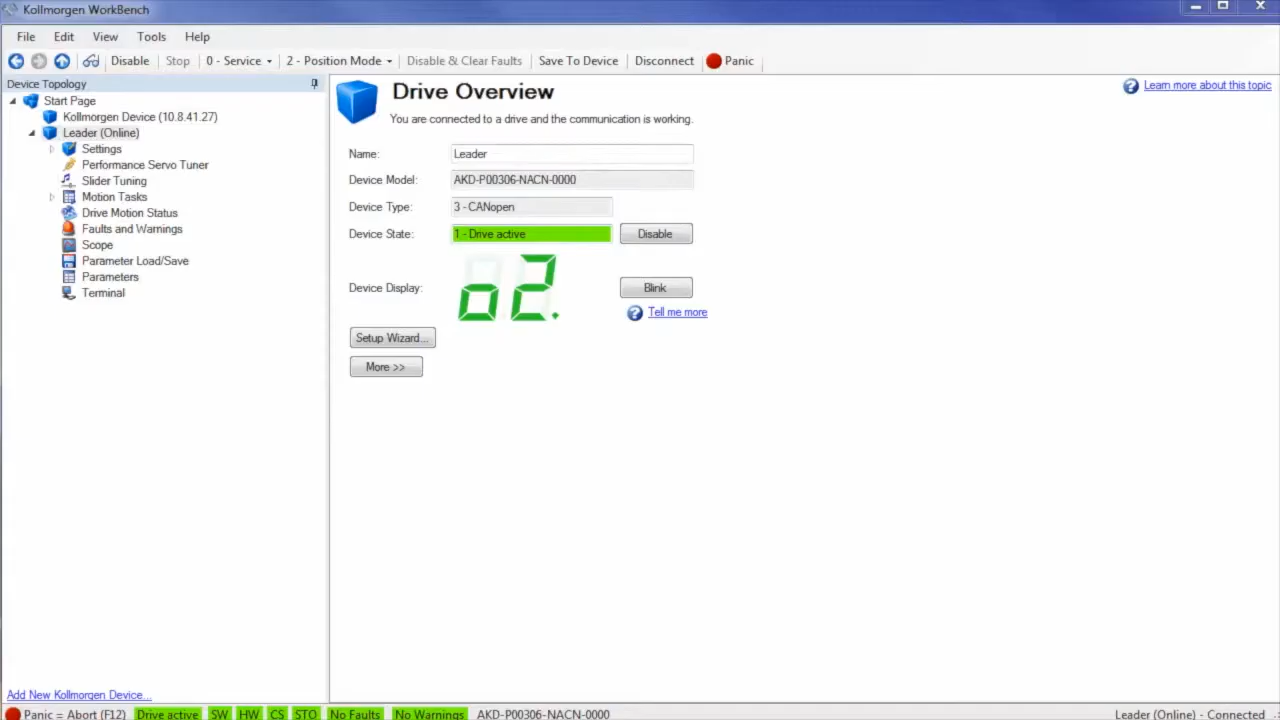 Kollmorgen WorkBench
File Edit View Tools Help
Disable Stop 0 - Service 2 - Position Mode Disable & Clear Faults Save To Device Disconnect Panic
Device Topology
Start Page
Kollmorgen Device (10.8.41.27)
Leader (Online)
Settings
Performance Servo Tuner
Slider Tuning
Motion Tasks
Drive Motion Status
Faults and Warnings
Scope
Parameter Load/Save
Parameters
Terminal
Add New Kollmorgen Device...
Drive Overview
Learn more about this topic
You are connected to a drive and the communication is working.
Name: Leader
Device Model: AKD-P00306-NACN-0000
Device Type: 3 - CANopen
Device State: 1 - Drive active Disable
Device Display: o2. Blink
Tell me more
Setup Wizard...
More >>
Panic = Abort (F12) Drive active SW HW CS STO No Faults No Warnings AKD-P00306-NACN-0000 Leader (Online) - Connected